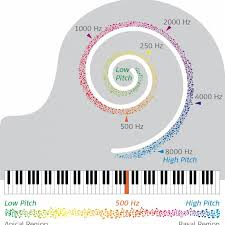 2000 Hz
1000 Hz
250 Hz
Low
Pitch
4000 Hz
500 Hz
8000 Hz
High Pitch
Low Pitch 500 Hz High Pitch
Apical Region Basal Region